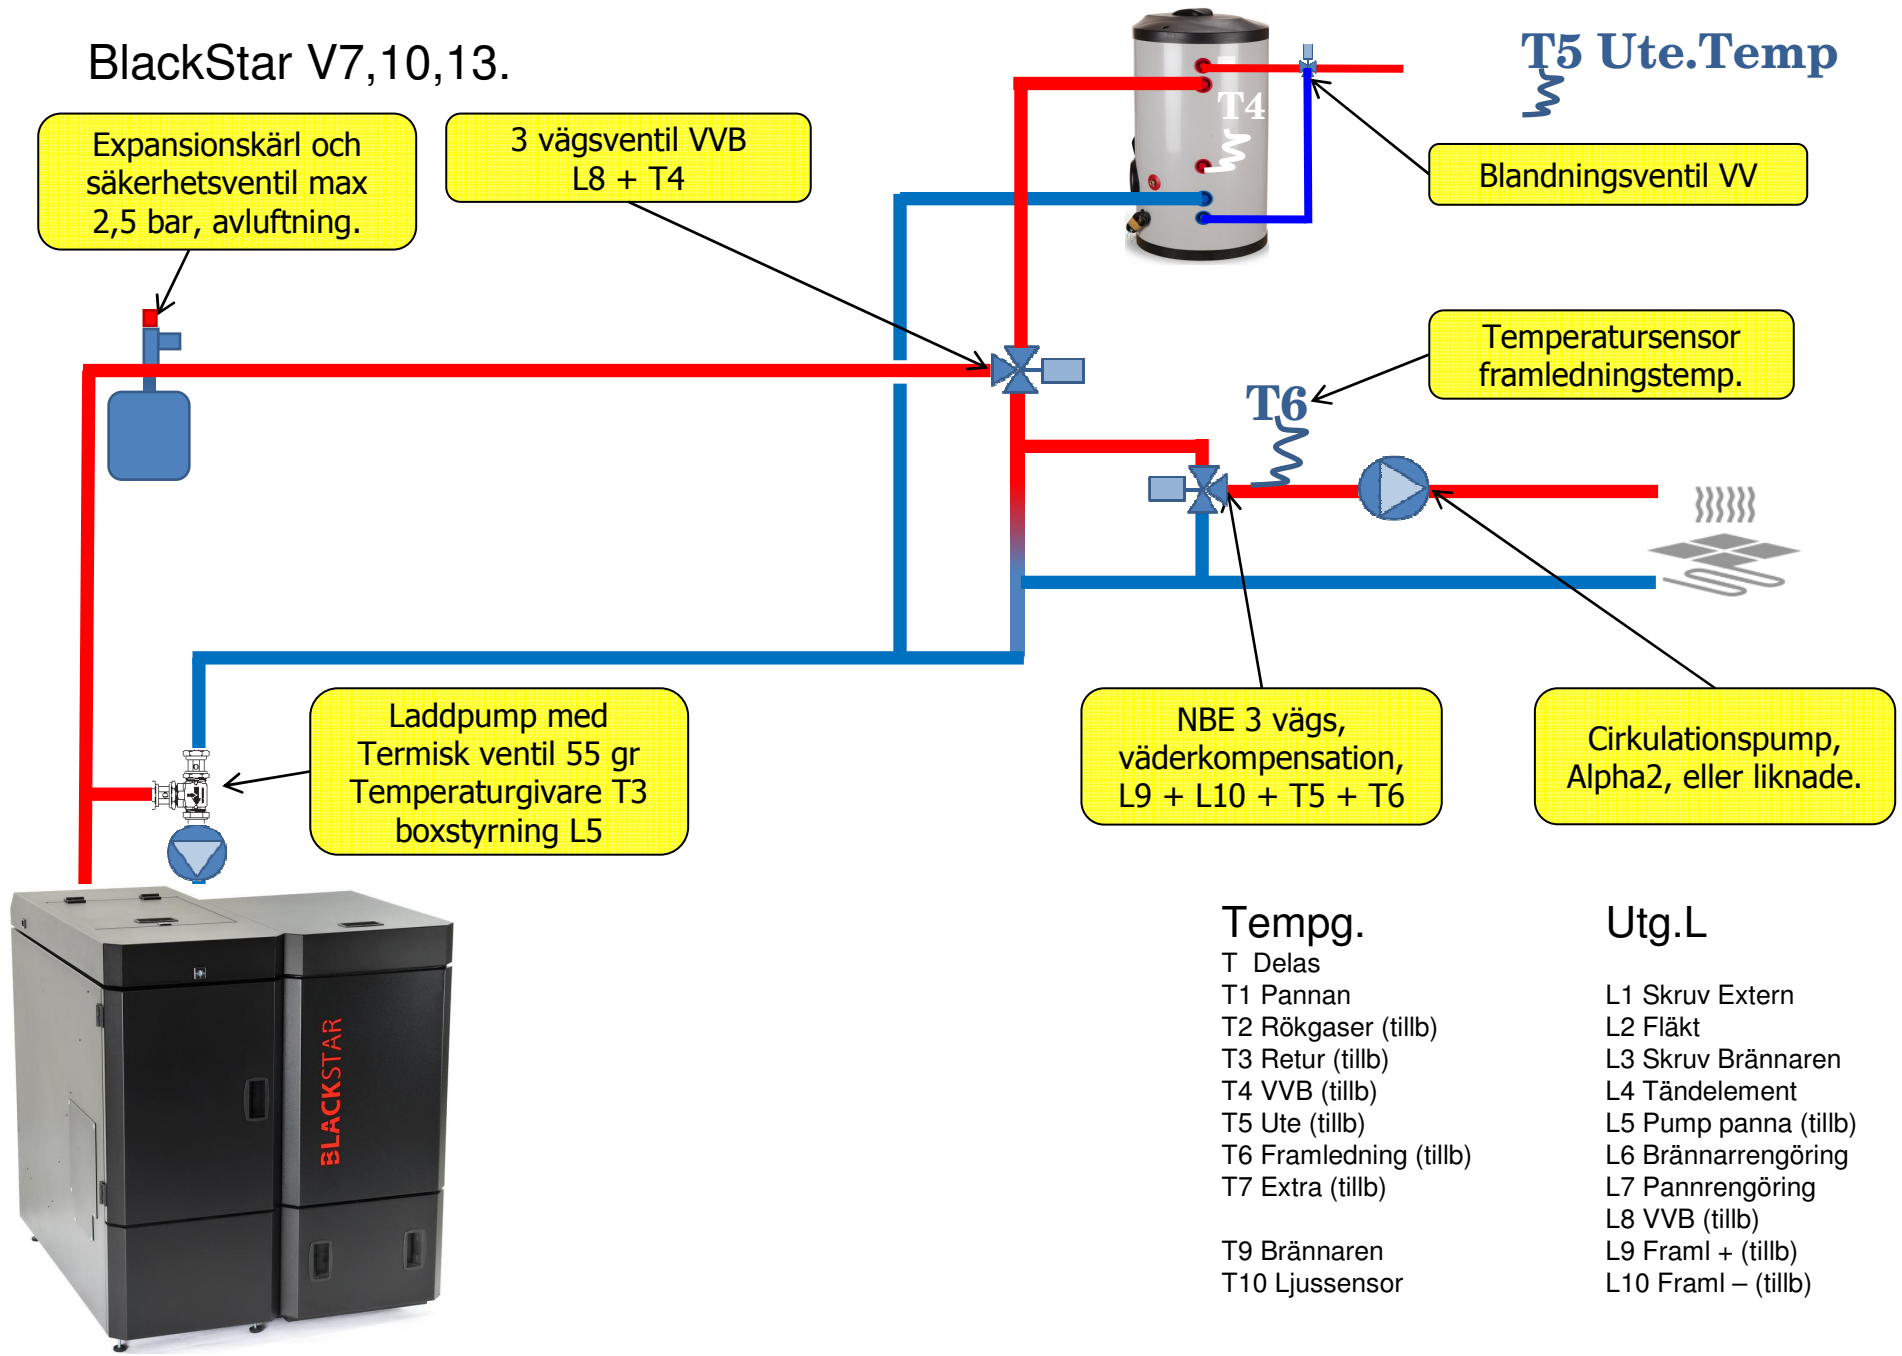 BlackStar V7,10,13.
T5 Ute.Temp
T4
Expansionskärl och
säkerhetsventil max
2,5 bar, avluftning.
3 vägsventil VVB
L8 + T4
Blandningsventil VV
Temperatursensor
framledningstemp.
T6
Laddpump med
Termisk ventil 55 gr
Temperaturgivare T3
boxstyrning L5
NBE 3 vägs,
väderkompensation,
L9 + L10 + T5 + T6
Cirkulationspump,
Alpha2, eller liknade.
BLACKSTAR
Tempg.
T  Delas
T1 Pannan
T2 Rökgaser (tillb)
T3 Retur (tillb)
T4 VVB (tillb)
T5 Ute (tillb)
T6 Framledning (tillb)
T7 Extra (tillb)
T9 Brännaren
T10 Ljussensor
Utg.L
L1 Skruv Extern
L2 Fläkt
L3 Skruv Brännaren
L4 Tändelement
L5 Pump panna (tillb)
L6 Brännarrengöring
L7 Pannrengöring
L8 VVB (tillb)
L9 Framl + (tillb)
L10 Framl – (tillb)